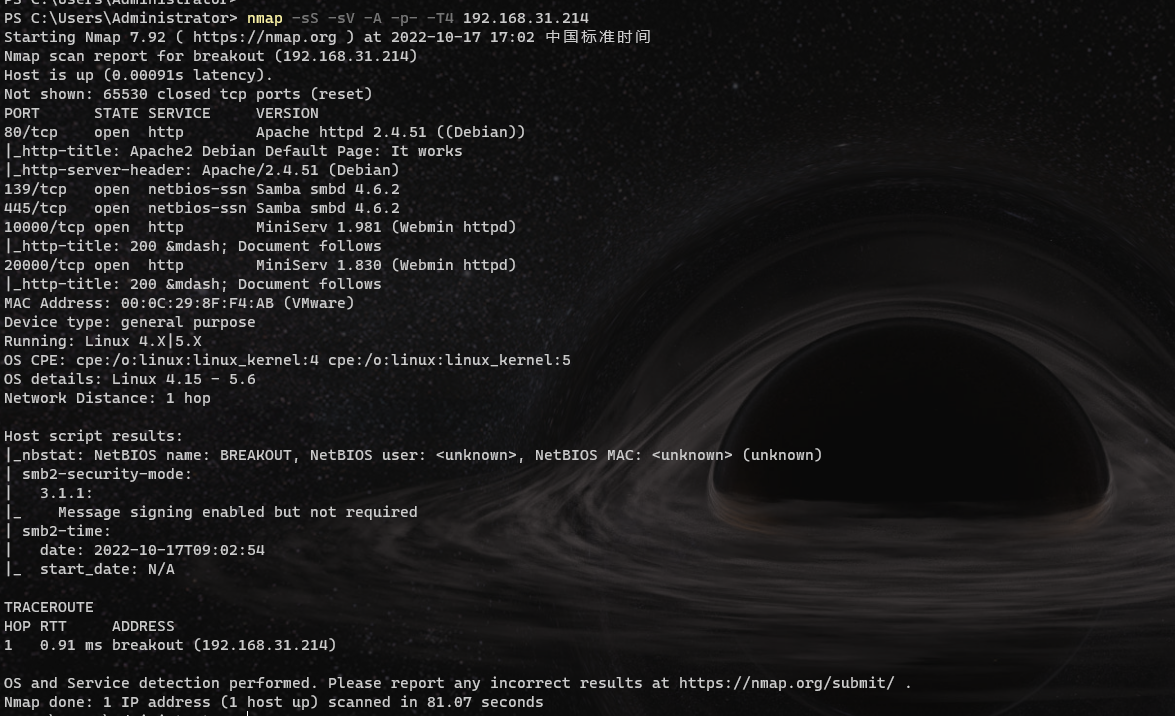 PS C:\Users\Administrator>
PS C:\Users\Administrator> nmap -sS -sV -A -p- -T4 192.168.31.214
Starting Nmap 7.92 ( https://nmap.org ) at 2022-10-17 17:02 中国标准时间
Nmap scan report for breakout (192.168.31.214)
Host is up (0.00091s latency).
Not shown: 65530 closed tcp ports (reset)
PORT      STATE SERVICE     VERSION
80/tcp    open  http        Apache httpd 2.4.51 ((Debian))
|_http-title: Apache2 Debian Default Page: It works
|_http-server-header: Apache/2.4.51 (Debian)
139/tcp   open  netbios-ssn Samba smbd 4.6.2
445/tcp   open  netbios-ssn Samba smbd 4.6.2
10000/tcp open  http        MiniServ 1.981 (Webmin httpd)
|_http-title: 200 &mdash; Document follows
20000/tcp open  http        MiniServ 1.830 (Webmin httpd)
|_http-title: 200 &mdash; Document follows
MAC Address: 00:0C:29:8F:F4:AB (VMware)
Device type: general purpose
Running: Linux 4.X|5.X
OS CPE: cpe:/o:linux:linux_kernel:4 cpe:/o:linux:linux_kernel:5
OS details: Linux 4.15 - 5.6
Network Distance: 1 hop

Host script results:
|_nbstat: NetBIOS name: BREAKOUT, NetBIOS user: <unknown>, NetBIOS MAC: <unknown> (unknown)
| smb2-security-mode:
|   3.1.1:
|_    Message signing enabled but not required
| smb2-time:
|   date: 2022-10-17T09:02:54
|_  start_date: N/A

TRACEROUTE
HOP RTT     ADDRESS
1   0.91 ms breakout (192.168.31.214)

OS and Service detection performed. Please report any incorrect results at https://nmap.org/submit/ .
Nmap done: 1 IP address (1 host up) scanned in 81.07 seconds